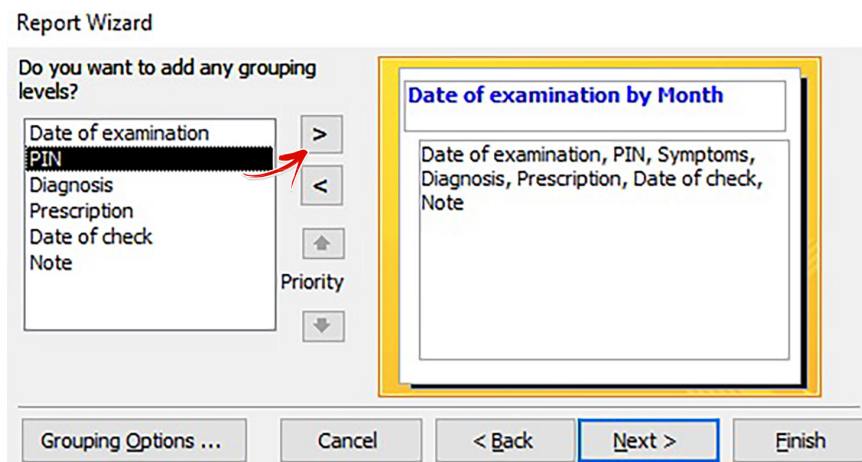 Report Wizard
Do you want to add any grouping
levels?
Date of examination
PIN
Diagnosis
Prescription
Date of check
Note
>
<
Priority
Date of examination by Month
Date of examination, PIN, Symptoms,
Diagnosis, Prescription, Date of check,
Note
Grouping Options ...
Cancel
< Back
Next >
Finish